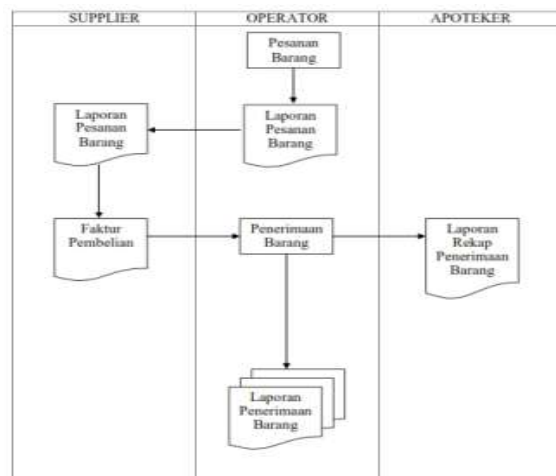 SUPPLIER
OPERATOR
APOTEKER
Pesanan
Barang
Laporan
Pesanan
Barang
Laporan
Pesanan
Barang
Faktur
Pembelian
Penerimaan
Barang
Laporan
Rekap
Penerimaan
Barang
Laporan
Penerimaan
Barang